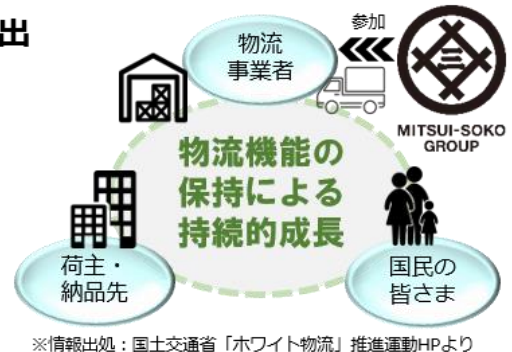 出
物流
事業者
参加
三
MITSUI-SOKO
GROUP
物流機能の
保持による
持続的成長
荷主・
納品先
国民の
皆さま
※情報出処：国土交通省「ホワイト物流」推進運動HPより